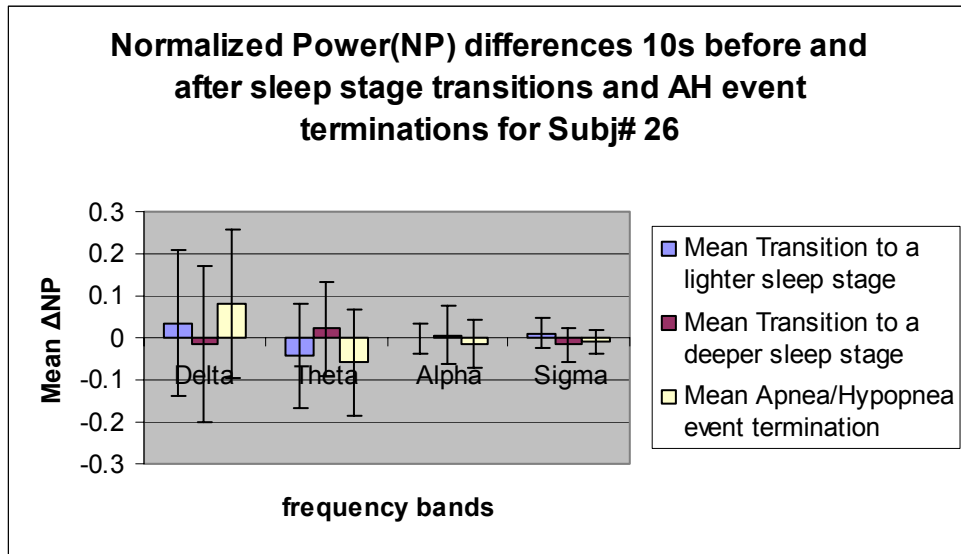 Normalized Power(NP) differences 10s before and
after sleep stage transitions and AH event
terminations for Subj# 26
0.3
0.2
0.1
0
-0.1
-0.2
-0.3
Mean ΔNP
Delta Theta Alpha Sigma
frequency bands
Mean Transition to a
lighter sleep stage
Mean Transition to a
deeper sleep stage
Mean Apnea/Hypopnea
event termination